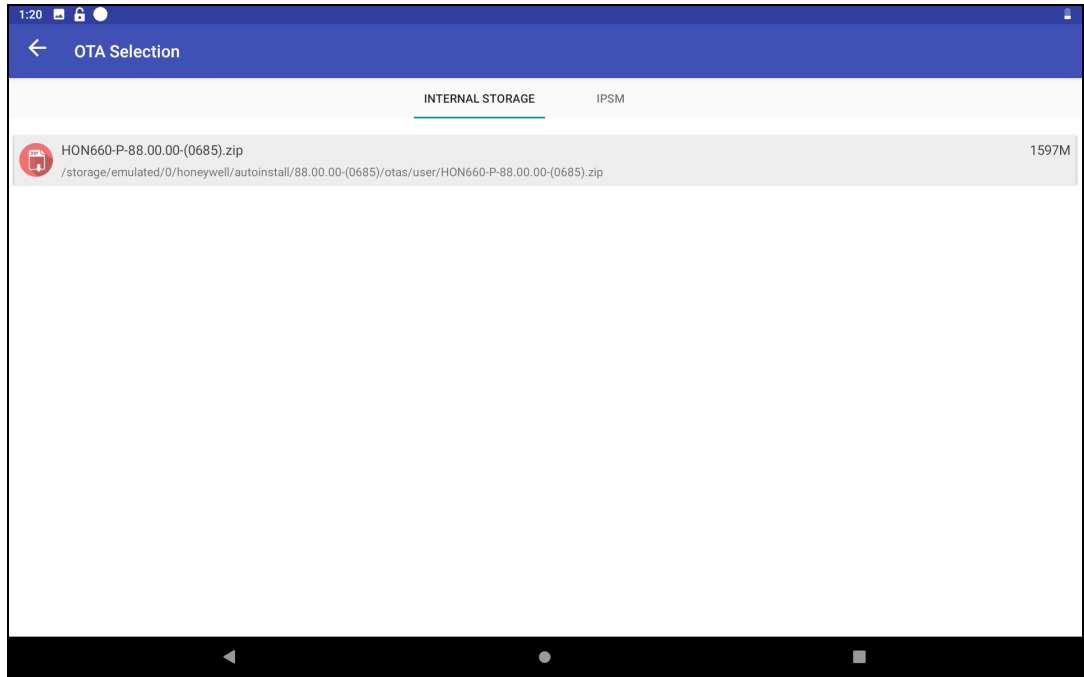 1:20
OTA Selection
INTERNAL STORAGE IPSM
HON660-P-88.00.00-(0685).zip 1597M
/storage/emulated/0/honeywell/autoinstall/88.00.00-(0685)/otas/user/HON660-P-88.00.00-(0685).zip